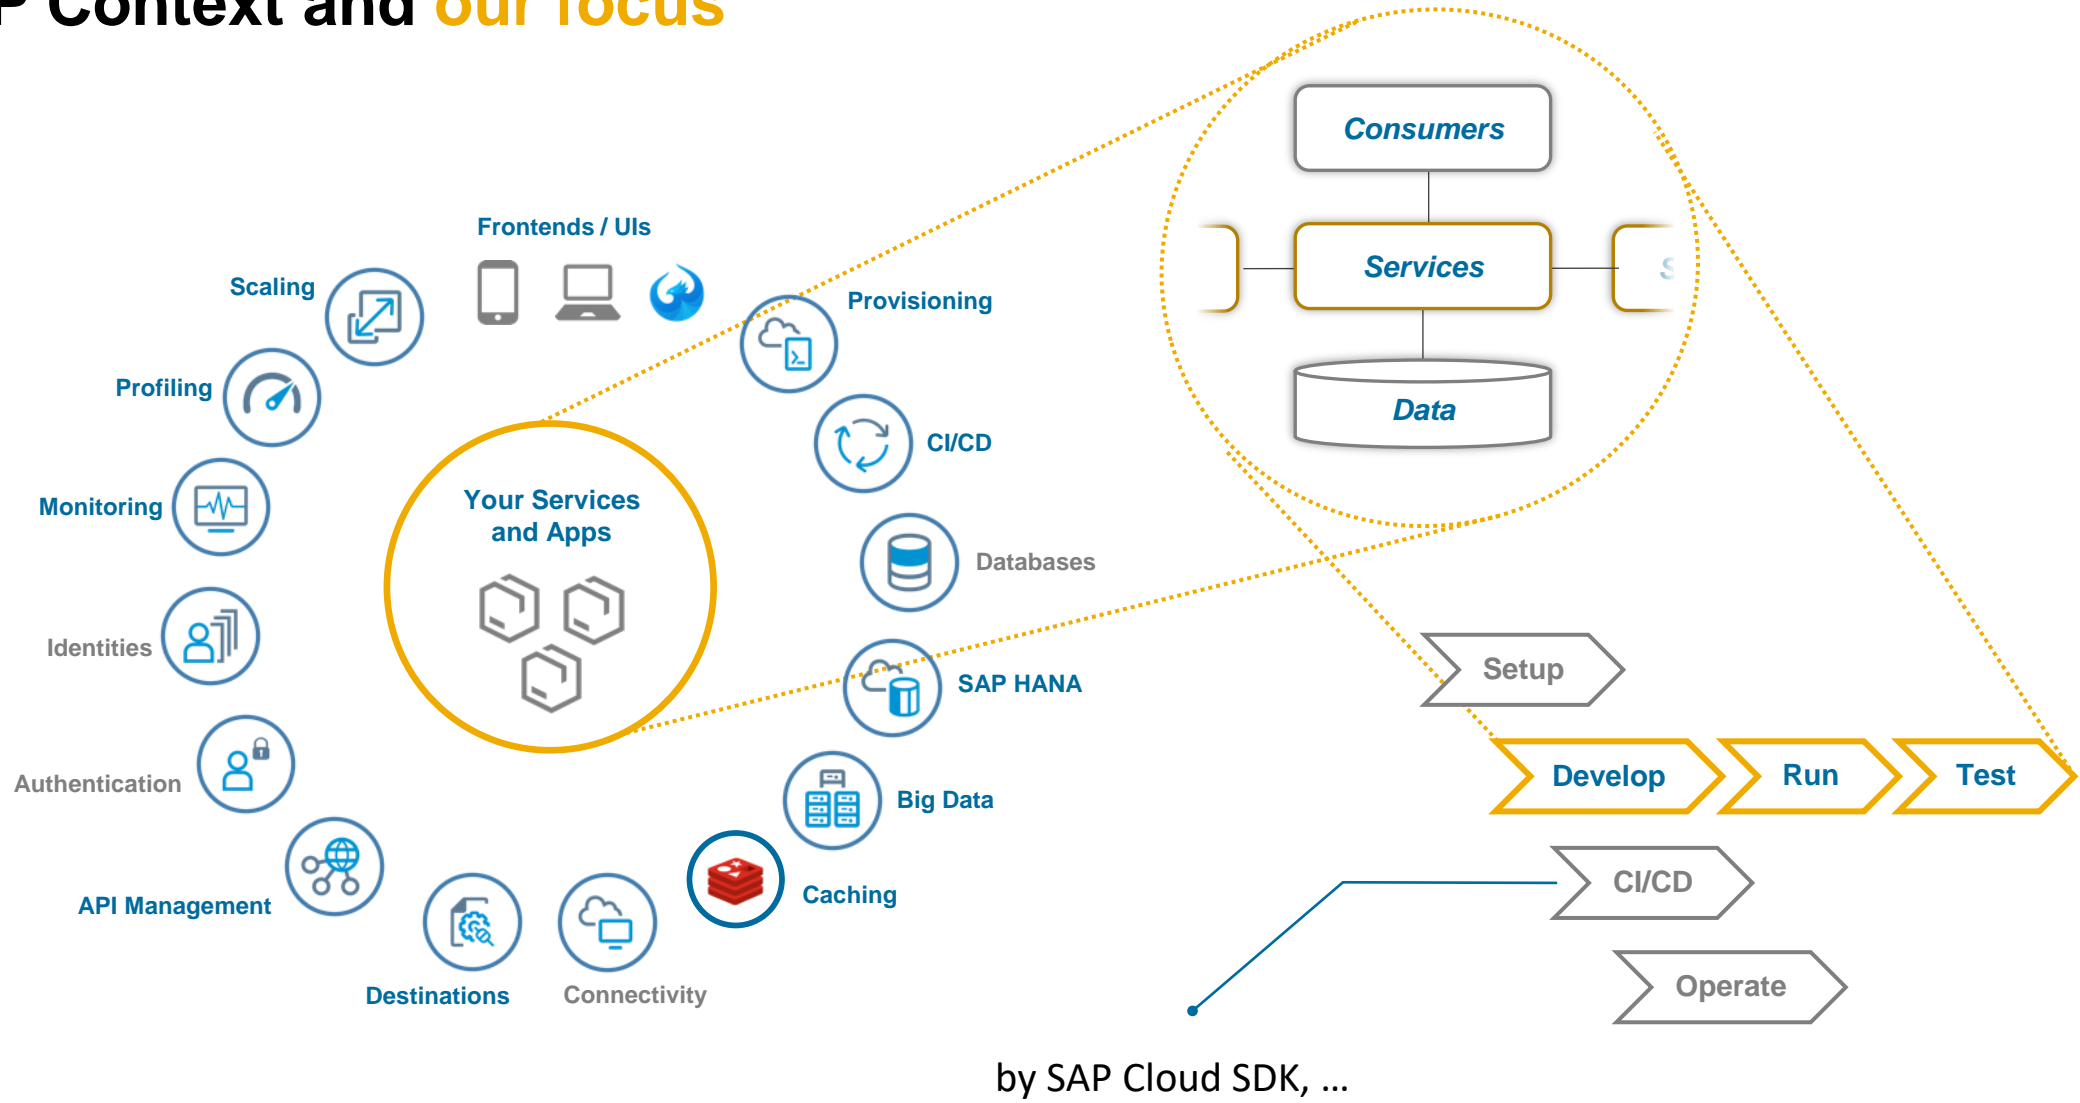 P Context and our focus
Consumers
Services
S
Data
Frontends / UIs
Scaling
Provisioning
Profiling
CI/CD
Monitoring
Your Services
and Apps
Databases
Identities
SAP HANA
Authentication
Big Data
API Management
Caching
Destinations
Connectivity
Setup
Develop
Run
Test
CI/CD
Operate
by SAP Cloud SDK, ...